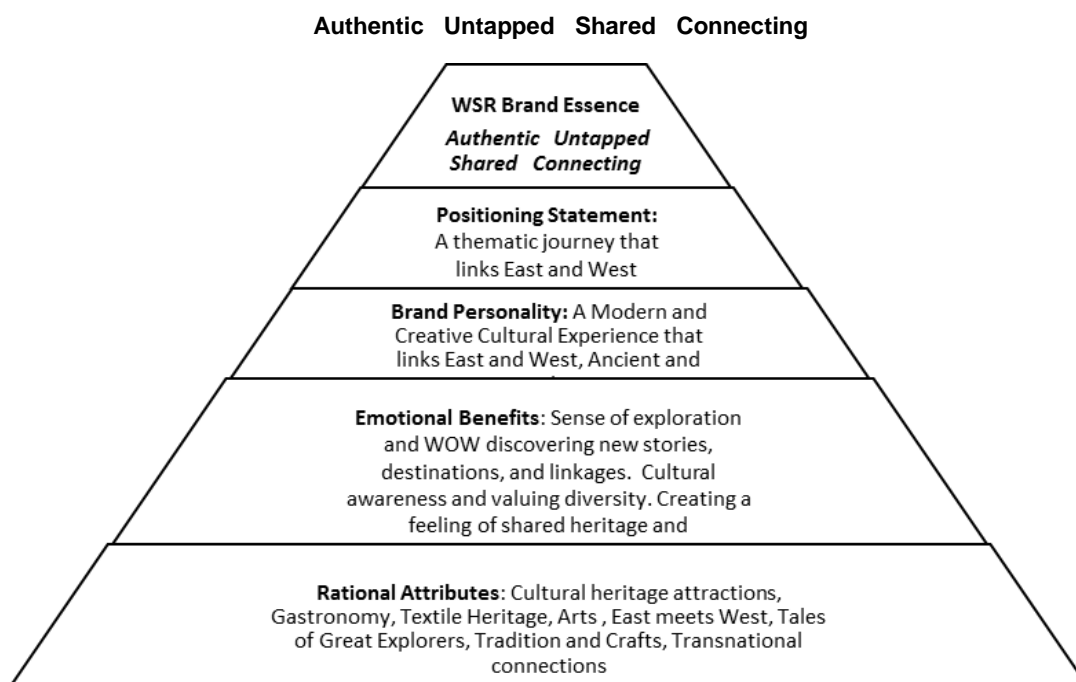 Authentic Untapped Shared Connecting
WSR Brand Essence
Authentic Untapped
Shared Connecting
Positioning Statement:
A thematic journey that
links East and West
Brand Personality: A Modern and
Creative Cultural Experience that
links East and West, Ancient and
Emotional Benefits: Sense of exploration
and WOW discovering new stories,
destinations, and linkages. Cultural
awareness and valuing diversity. Creating a
feeling of shared heritage and
Rational Attributes: Cultural heritage attractions,
Gastronomy, Textile Heritage, Arts , East meets West, Tales
of Great Explorers, Tradition and Crafts, Transnational
connections